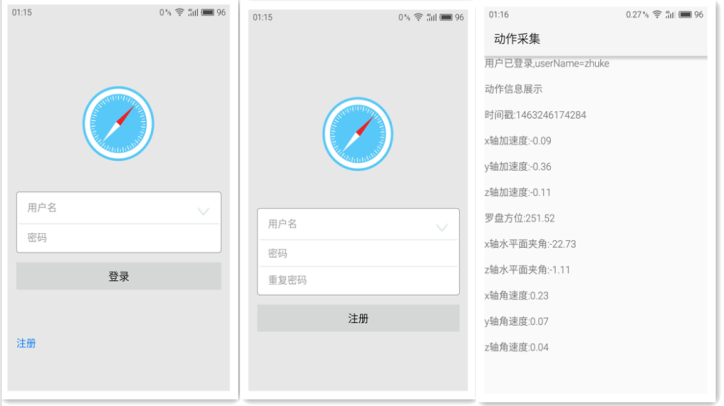 01:15 0% 96
用户名
密码
登录
注册
01:15 0% 96
用户名
密码
重复密码
注册
01:16 0.27% 96
动作采集
用户已登录,userName=zhuke
动作信息展示
时间戳:1463246174284
x轴加速度:-0.09
y轴加速度:-0.36
z轴加速度:-0.11
罗盘方位:251.52
x轴水平面夹角:-22.73
z轴水平面夹角:-1.11
x轴角速度:0.23
y轴角速度:0.07
z轴角速度:0.04